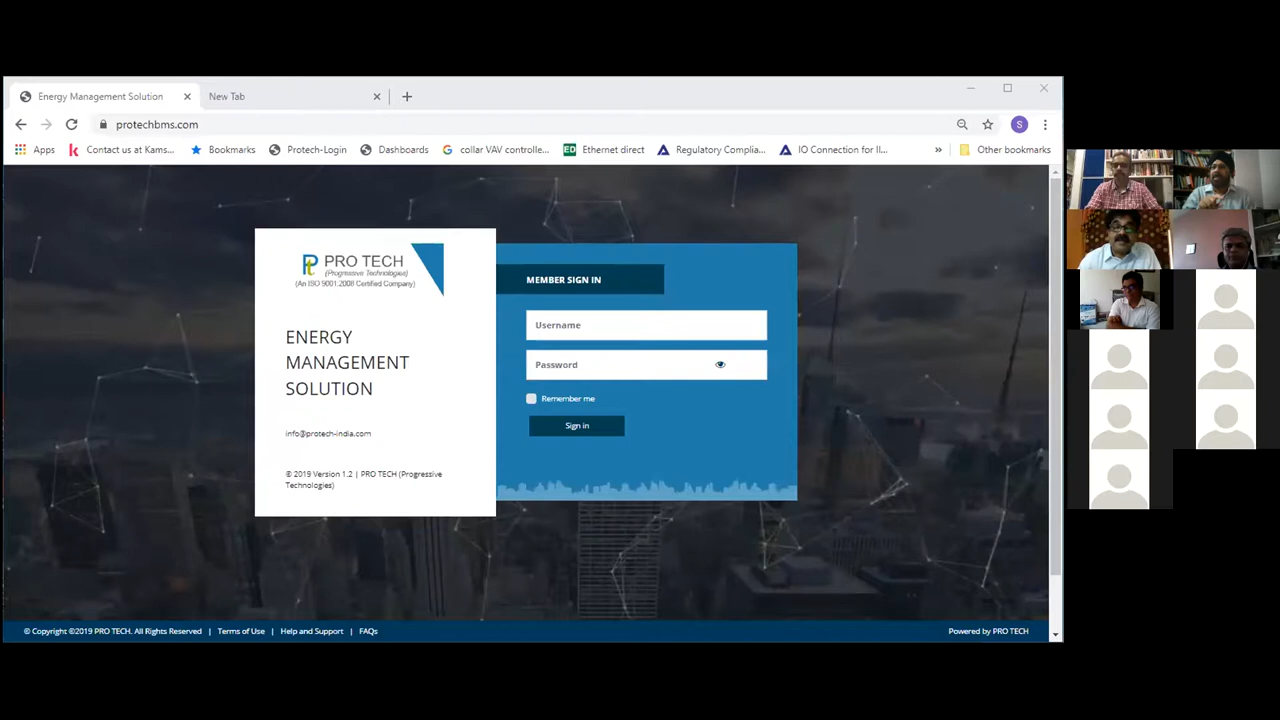 Energy Management Solution
New Tab
protechbms.com
S
Apps
Contact us at Kams...
Bookmarks
Protech-Login
Dashboards
collar VAV controlle...
ED
Ethernet direct
Regulatory Complia...
IO Connection for II...
»
Other bookmarks
PRO TECH
(Progressive Technologies)
(An ISO 9001:2008 Certified Company)
ENERGY
MANAGEMENT
SOLUTION
info@protech-india.com
© 2019 Version 1.2 | PRO TECH (Progressive
Technologies)
MEMBER SIGN IN
Username
Password
Remember me
Sign in
© Copyright ©2019 PRO TECH. All Rights Reserved | Terms of Use | Help and Support | FAQs
Powered by PRO TECH